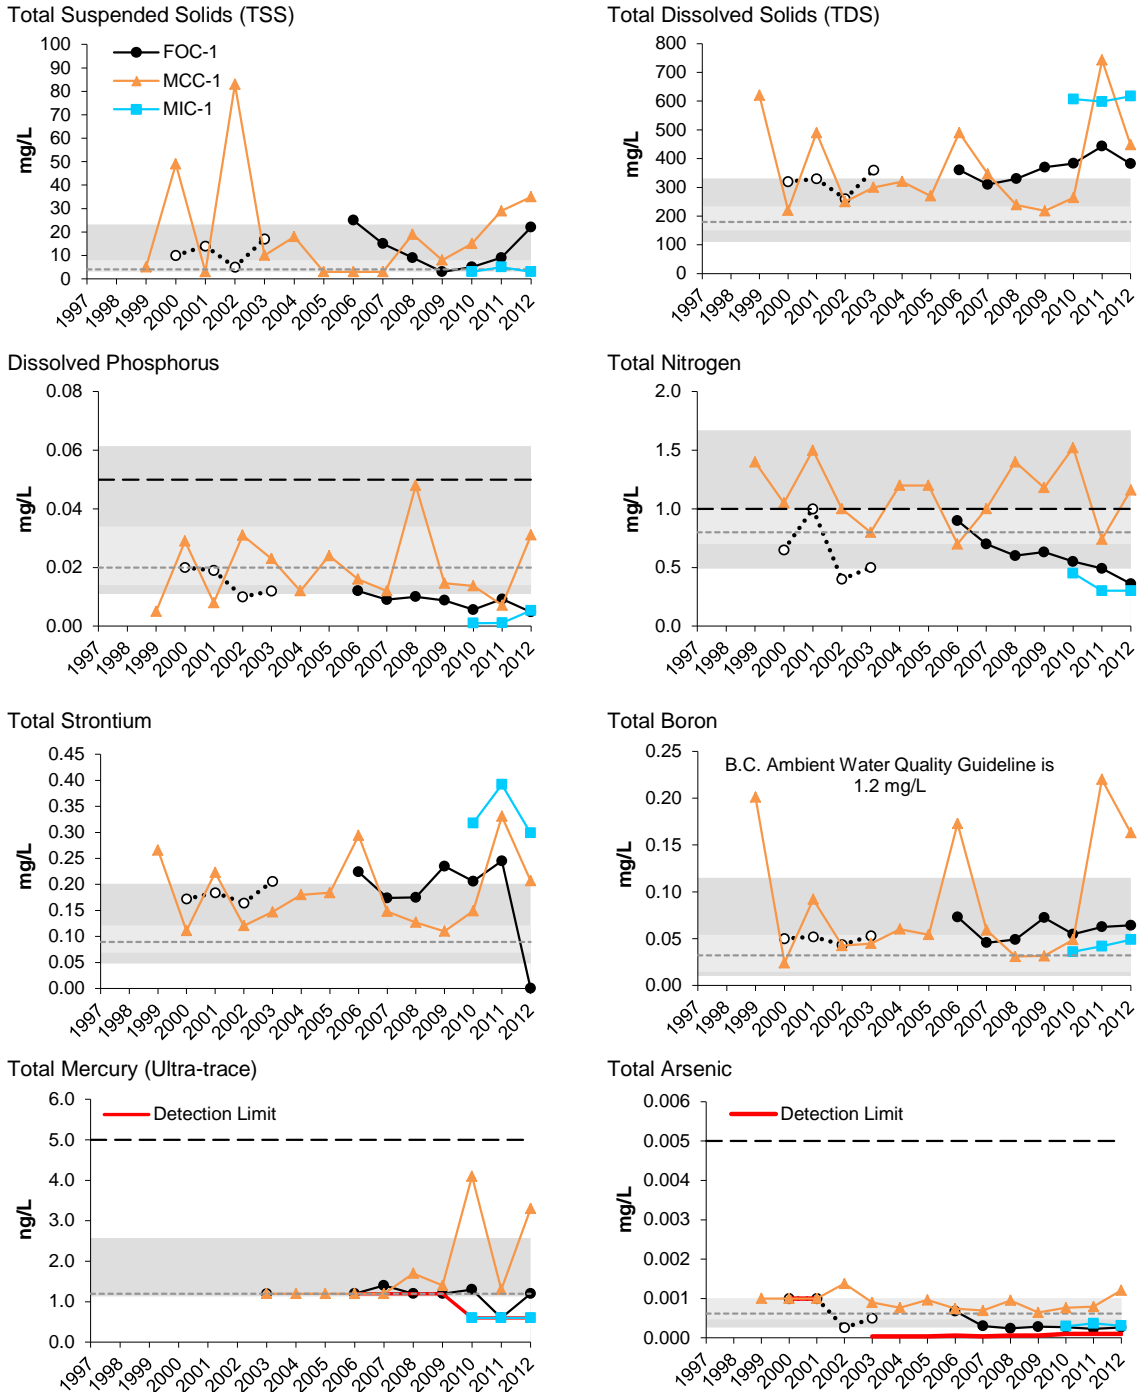 Total Suspended Solids (TSS)
100
90
80
70
60
50
40
30
20
10
0
mg/L
FOC-1
MCC-1
MIC-1
1997 1998 1999 2000 2001 2002 2003 2004 2005 2006 2007 2008 2009 2010 2011 2012
Total Dissolved Solids (TDS)
800
700
600
500
400
300
200
100
0
mg/L
1997 1998 1999 2000 2001 2002 2003 2004 2005 2006 2007 2008 2009 2010 2011 2012
Dissolved Phosphorus
0.08
0.06
0.04
0.02
0.00
mg/L
1997 1998 1999 2000 2001 2002 2003 2004 2005 2006 2007 2008 2009 2010 2011 2012
Total Nitrogen
2.0
1.5
1.0
0.5
0.0
mg/L
1997 1998 1999 2000 2001 2002 2003 2004 2005 2006 2007 2008 2009 2010 2011 2012
Total Strontium
0.45
0.40
0.35
0.30
0.25
0.20
0.15
0.10
0.05
0.00
mg/L
1997 1998 1999 2000 2001 2002 2003 2004 2005 2006 2007 2008 2009 2010 2011 2012
Total Boron
0.25
0.20
0.15
0.10
0.05
0.00
mg/L
B.C. Ambient Water Quality Guideline is
1.2 mg/L
1997 1998 1999 2000 2001 2002 2003 2004 2005 2006 2007 2008 2009 2010 2011 2012
Total Mercury (Ultra-trace)
6.0
5.0
4.0
3.0
2.0
1.0
0.0
ng/L
Detection Limit
1997 1998 1999 2000 2001 2002 2003 2004 2005 2006 2007 2008 2009 2010 2011 2012
Total Arsenic
0.006
0.005
0.004
0.003
0.002
0.001
0.000
mg/L
Detection Limit
1997 1998 1999 2000 2001 2002 2003 2004 2005 2006 2007 2008 2009 2010 2011 2012